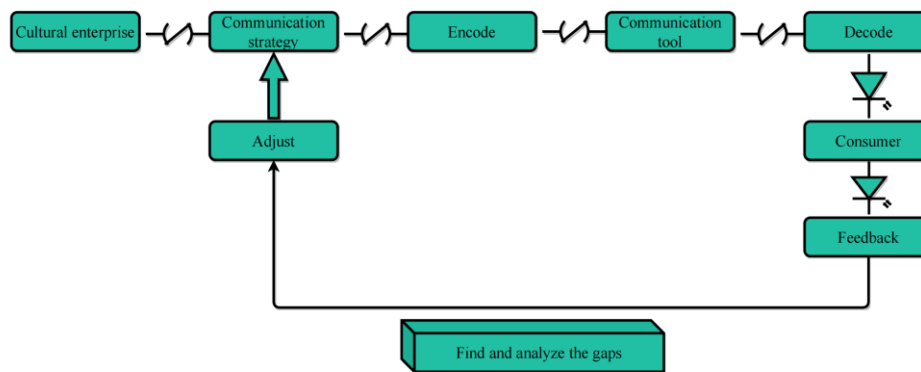 Cultural enterprise
Communication
strategy
Encode
Communication
tool
Decode
Adjust
Consumer
Feedback
Find and analyze the gaps